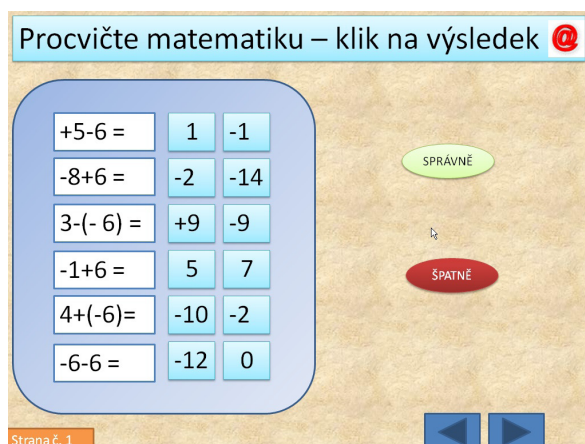 Procvičte matematiku – klik na výsledek @
+5-6 = 1 -1
-8+6 = -2 -14
3-(- 6) = +9 -9
-1+6 = 5 7
4+(-6)= -10 -2
-6-6 = -12 0
SPRÁVNĚ
ŠPATNĚ
Strana č. 1